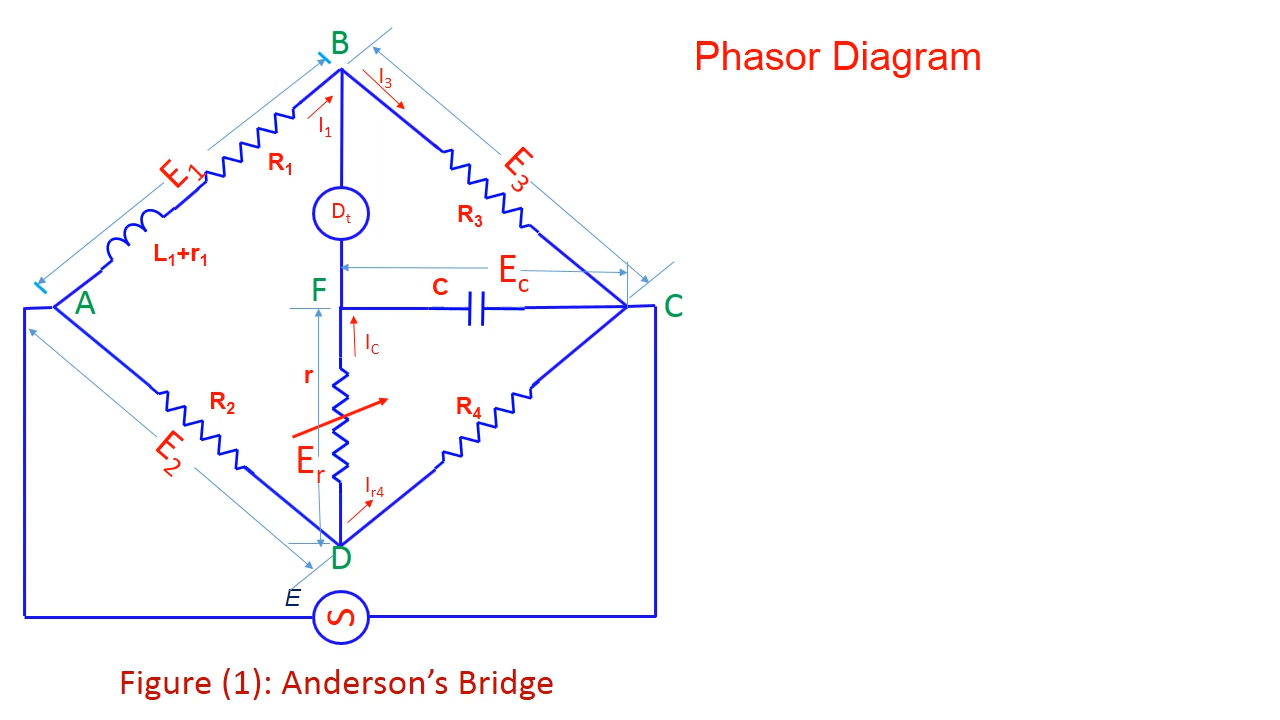 Phasor Diagram
B
I3
I1
E1
R1
E3
R3
Dt
L1+r1
Ec
C
F
A
C
IC
r
R2
R4
E2
Er
Ir4
D
E
S
Figure (1): Anderson’s Bridge